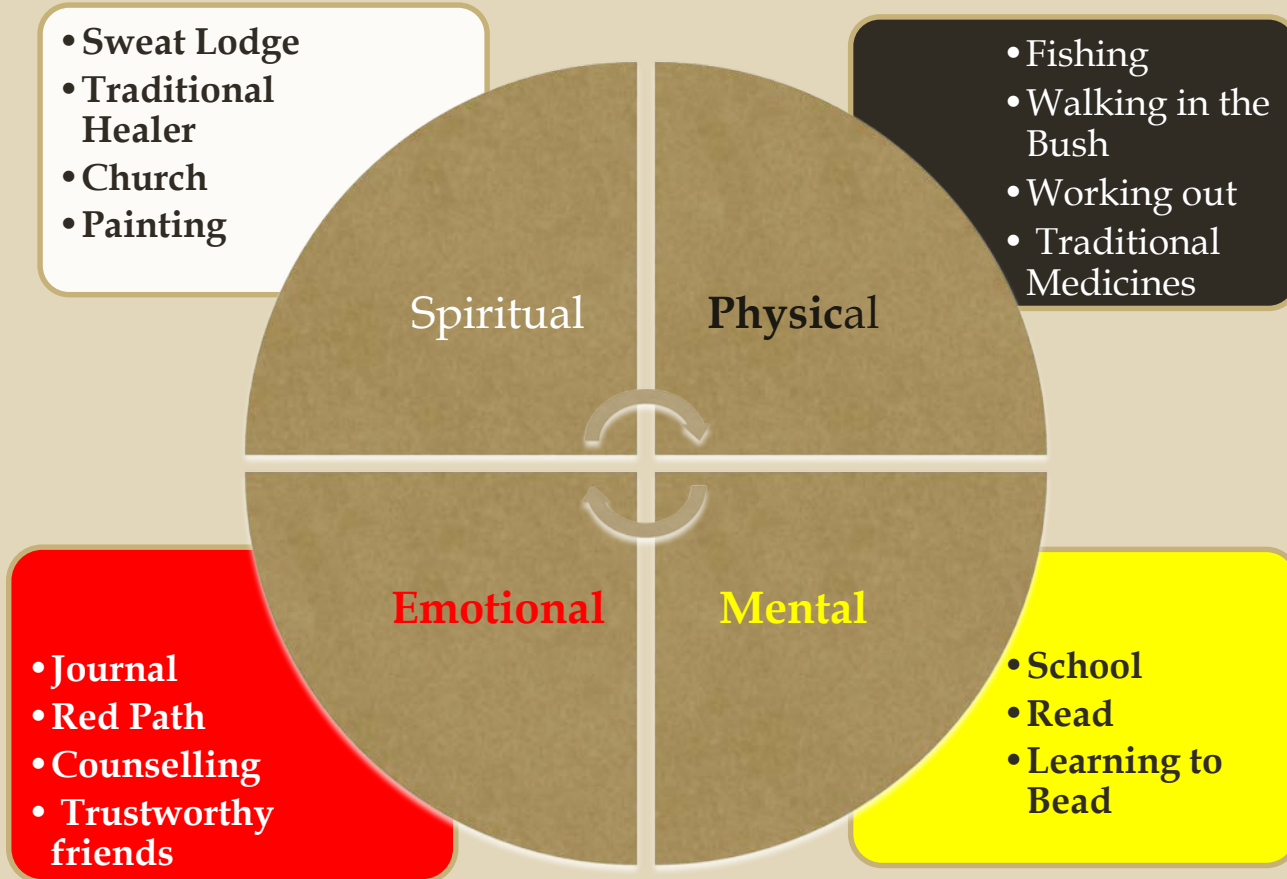 • Sweat Lodge
• Traditional
Healer
• Church
• Painting
• Fishing
• Walking in the
Bush
• Working out
• Traditional
Medicines
Spiritual
Physical
Emotional
Mental
• Journal
• Red Path
• Counselling
• Trustworthy
friends
• School
• Read
• Learning to
Bead